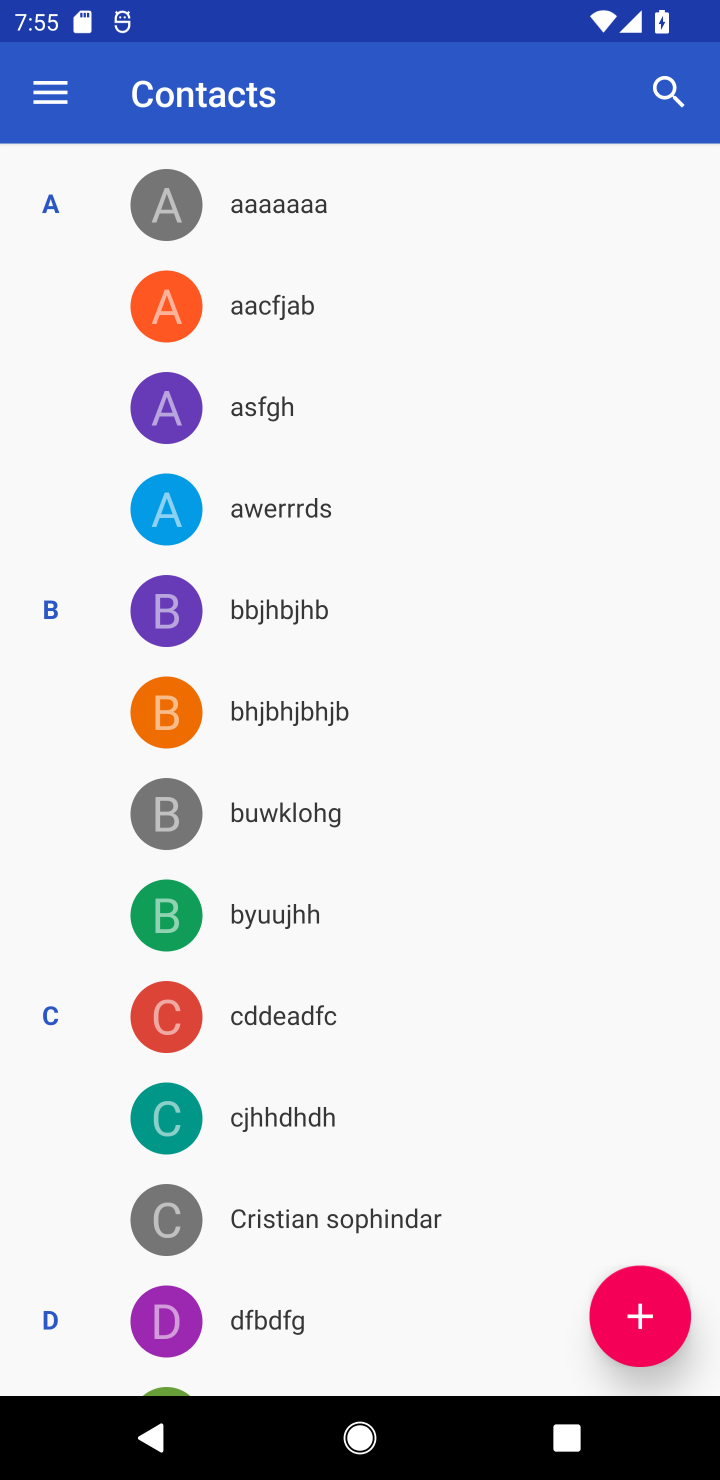 7:55
Contacts
A A aaaaaaa
A aacfjab
A asfgh
A awerrrds
B B bbjhbjhb
B bhjbhjbhjb
B buwklohg
B byuujhh
C C cddeadfc
C cjhhdhdh
C Cristian sophindar
D D dfbdfg